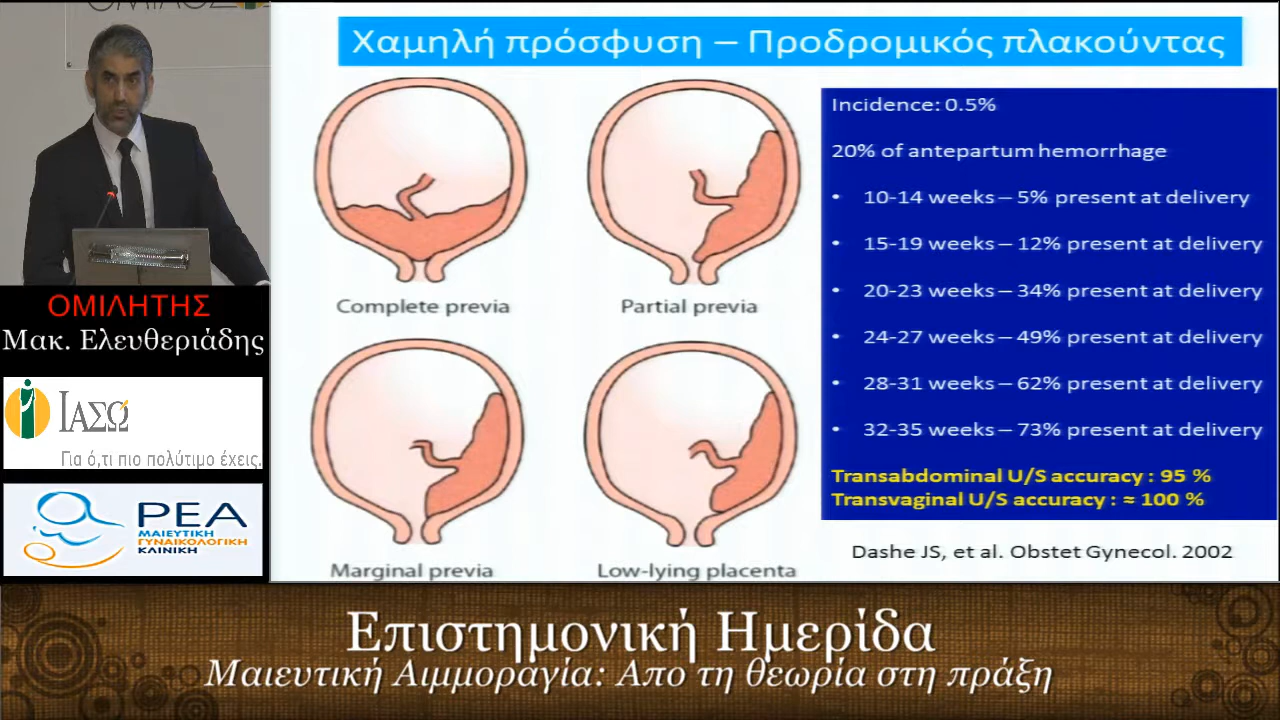 Χαμηλή πρόσφυση – Προδρομικός πλακούντας
Complete previa
Partial previa
Marginal previa
Low-lying placenta
Incidence: 0.5%
20% of antepartum hemorrhage
• 10-14 weeks – 5% present at delivery
• 15-19 weeks – 12% present at delivery
• 20-23 weeks – 34% present at delivery
• 24-27 weeks – 49% present at delivery
• 28-31 weeks – 62% present at delivery
• 32-35 weeks – 73% present at delivery
Transabdominal U/S accuracy : 95 %
Transvaginal U/S accuracy : ≈ 100 %
Dashe JS, et al. Obstet Gynecol. 2002
ΟΜΙΛΗΤΗΣ
Μακ. Ελευθεριάδης
ΙΑΣΩ
Για ό,τι πιο πολύτιμο έχεις.
ΡΕΑ
ΜΑΙΕΥΤΙΚΗ
ΓΥΝΑΙΚΟΛΟΓΙΚΗ
ΚΛΙΝΙΚΗ
Επιστημονική Ημερίδα
Μαιευτική Αιμμοραγία: Απο τη θεωρία στη πράξη